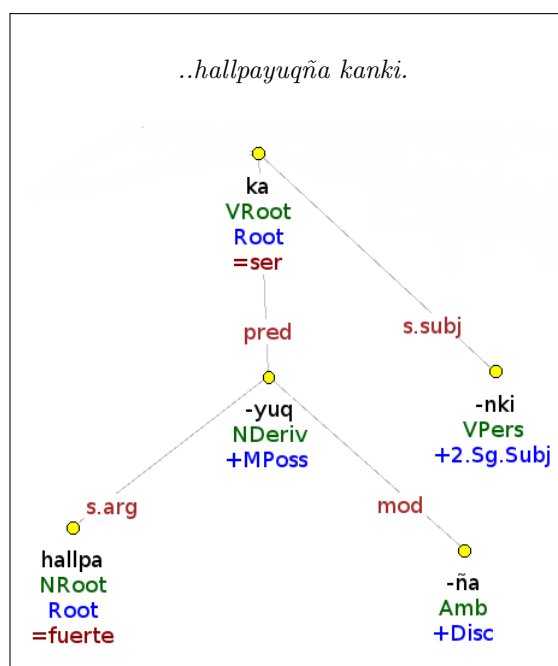 ..hallpayuqña kanki.
ka
VRoot
Root
=ser
pred
s.subj
-yuq
NDeriv
+MPoss
-nki
VPers
+2.Sg.Subj
s.arg
mod
hallpa
NRoot
Root
=fuerte
-ña
Amb
+Disc